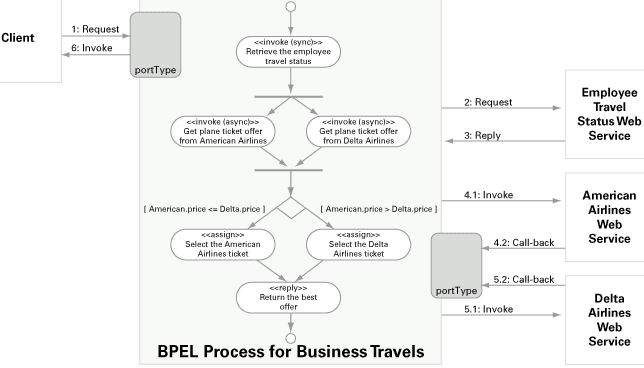 Client
1: Request
6: Invoke
portType
<<invoke (sync)>>
Retrieve the employee
travel status
<<invoke (async)>>
Get plane ticket offer
from American Airlines
<<invoke (async)>>
Get plane ticket offer
from Delta Airlines
[ American.price <= Delta.price ]
[ American.price > Delta.price ]
<<assign>>
Select the American
Airlines ticket
<<assign>>
Select the Delta
Airlines ticket
<<reply>>
Return the best
offer
BPEL Process for Business Travels
2: Request
3: Reply
Employee
Travel
Status Web
Service
4.1: Invoke
4.2: Call-back
American
Airlines
Web
Service
portType
5.2: Call-back
5.1: Invoke
Delta
Airlines
Web
Service